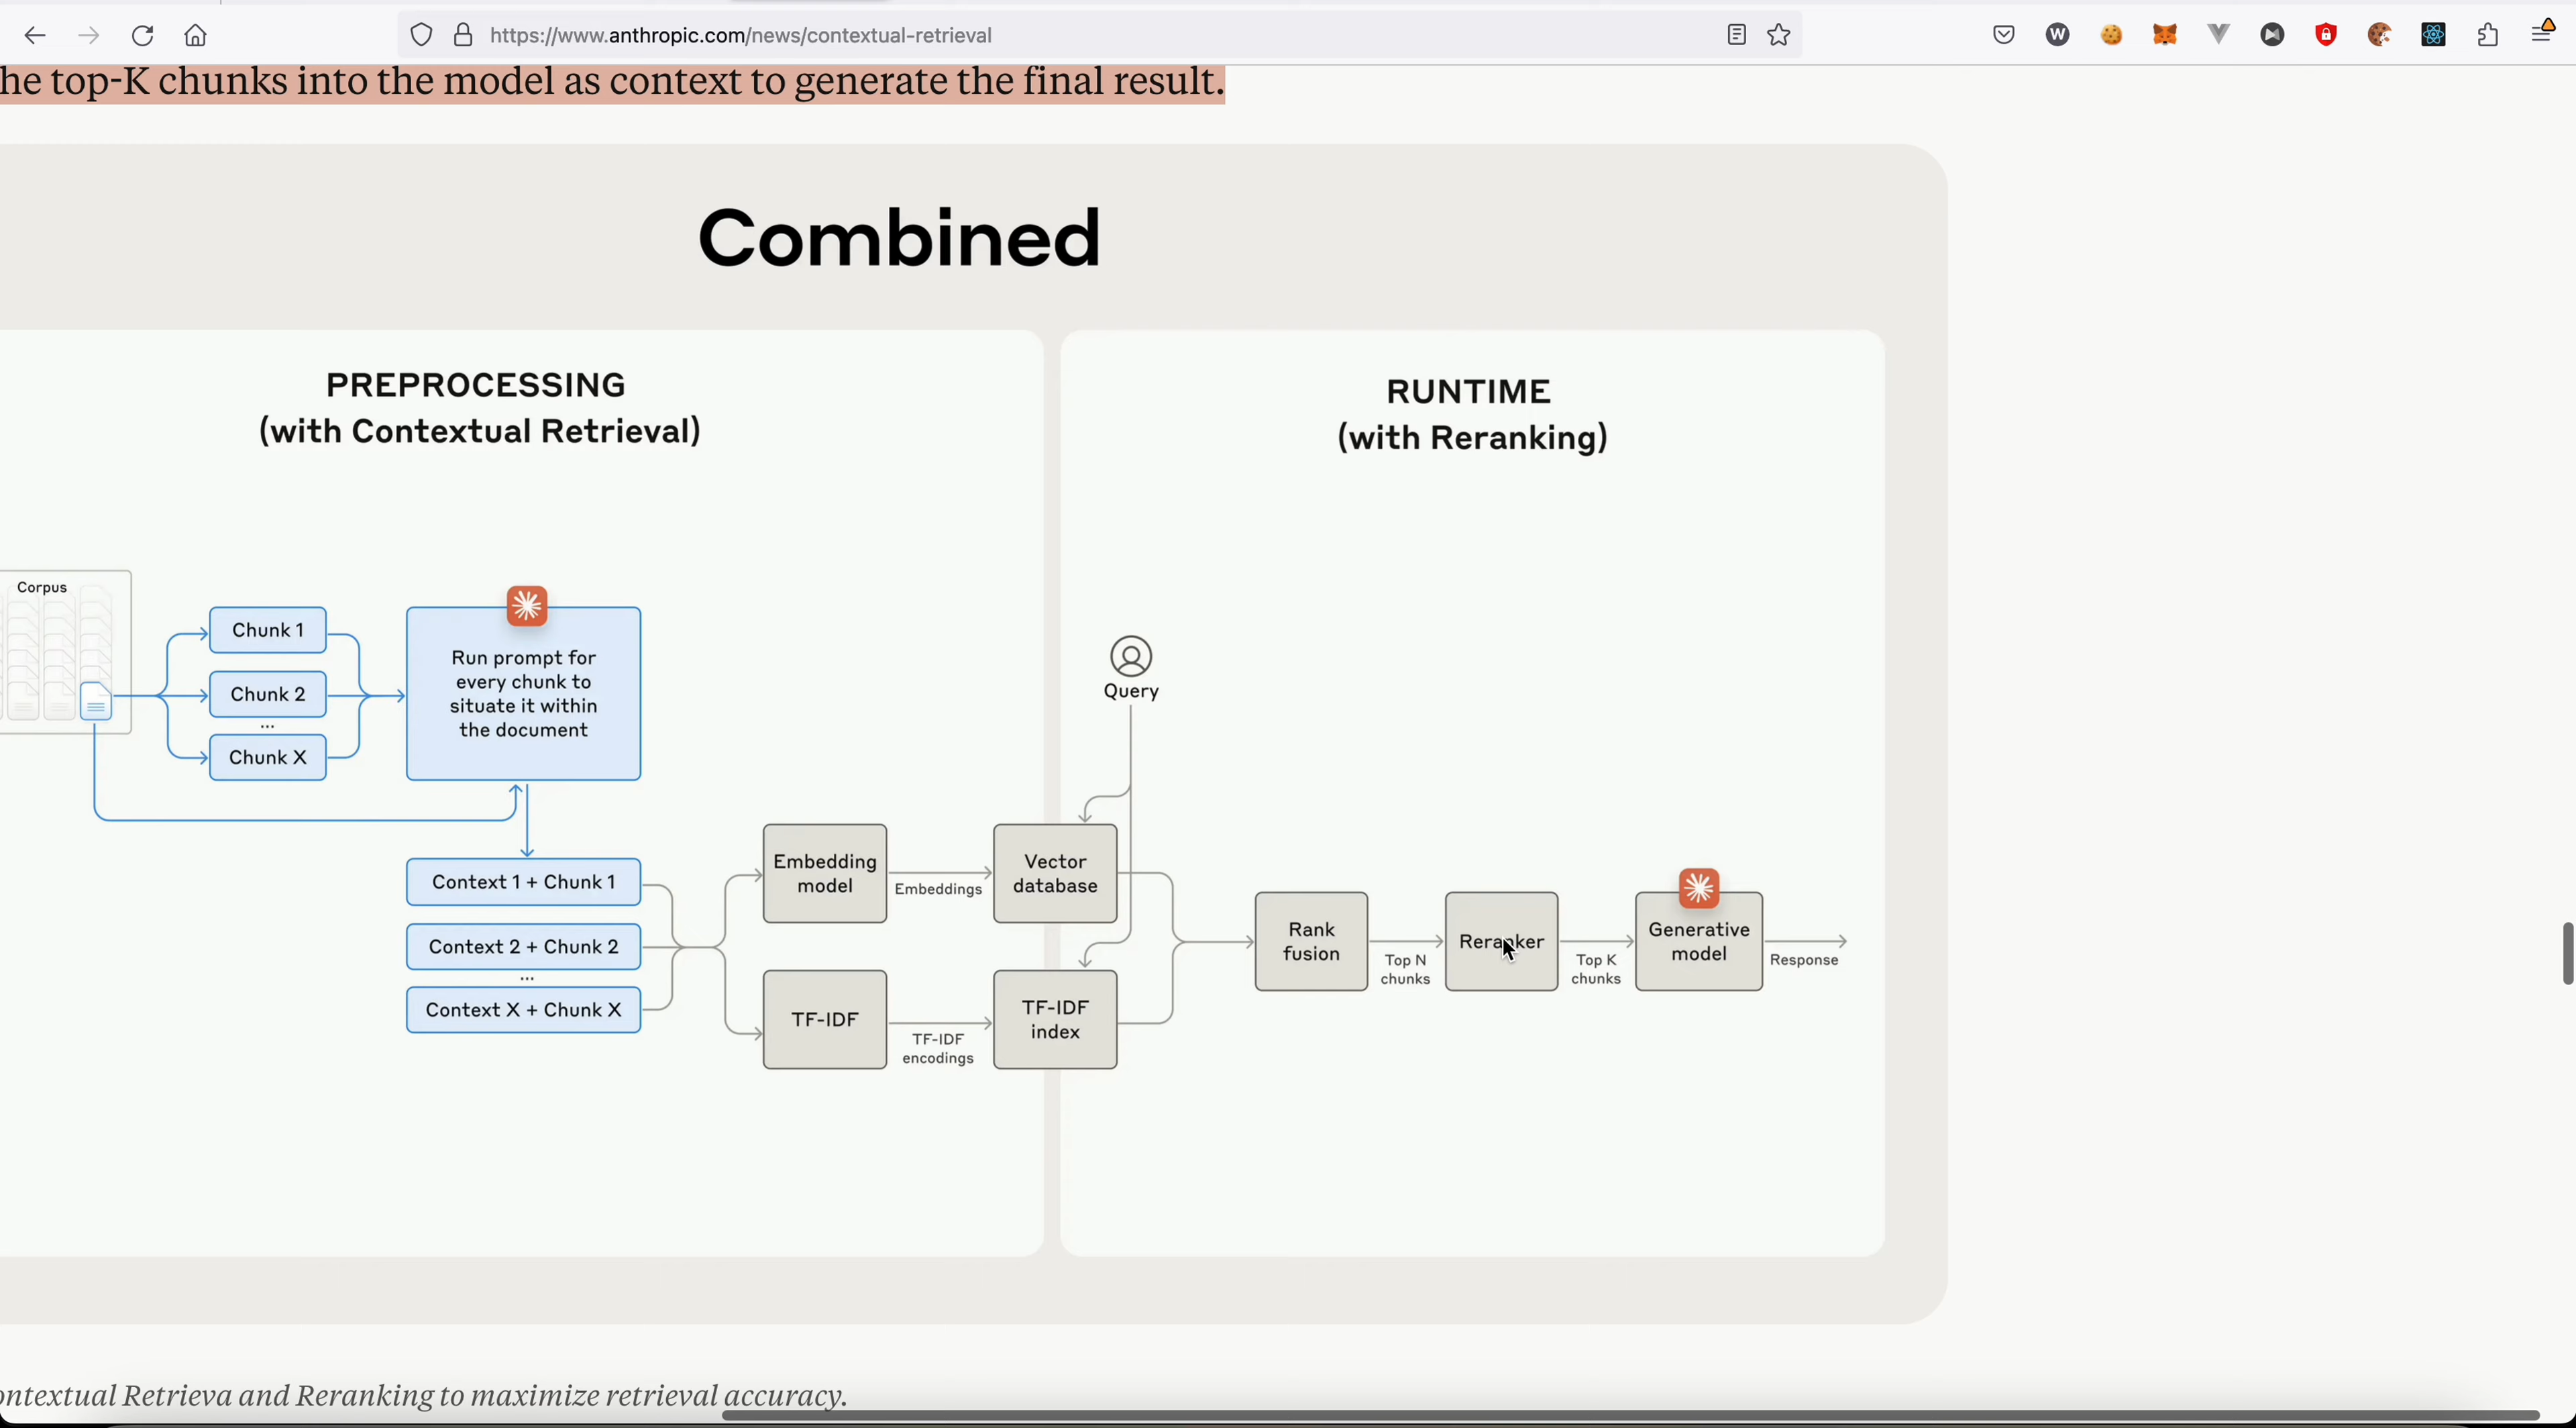 https://www.anthropic.com/news/contextual-retrieval
he top-K chunks into the model as context to generate the final result.
Combined
PREPROCESSING
(with Contextual Retrieval)
Corpus
Chunk 1
Chunk 2
...
Chunk X
Run prompt for
every chunk to
situate it within
the document
Context 1 + Chunk 1
Context 2 + Chunk 2
...
Context X + Chunk X
Embedding
model
Embeddings
Vector
database
TF-IDF
TF-IDF
encodings
TF-IDF
index
RUNTIME
(with Reranking)
Query
Rank
fusion
Top N
chunks
Reranker
Top K
chunks
Generative
model
Response
ontextual Retrieva and Reranking to maximize retrieval accuracy.